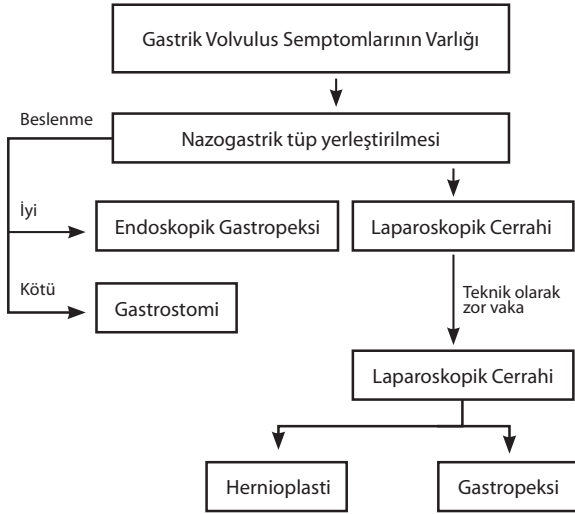 Gastrik Volvulus Semptomlarının Varlığı
Beslenme
Nazogastrik tüp yerleştirilmesi
İyi
Endoskopik Gastropeksi
Laparoskopik Cerrahi
Kötü
Gastrostomi
Teknik olarak
zor vaka
Laparoskopik Cerrahi
Hernioplasti
Gastropeksi